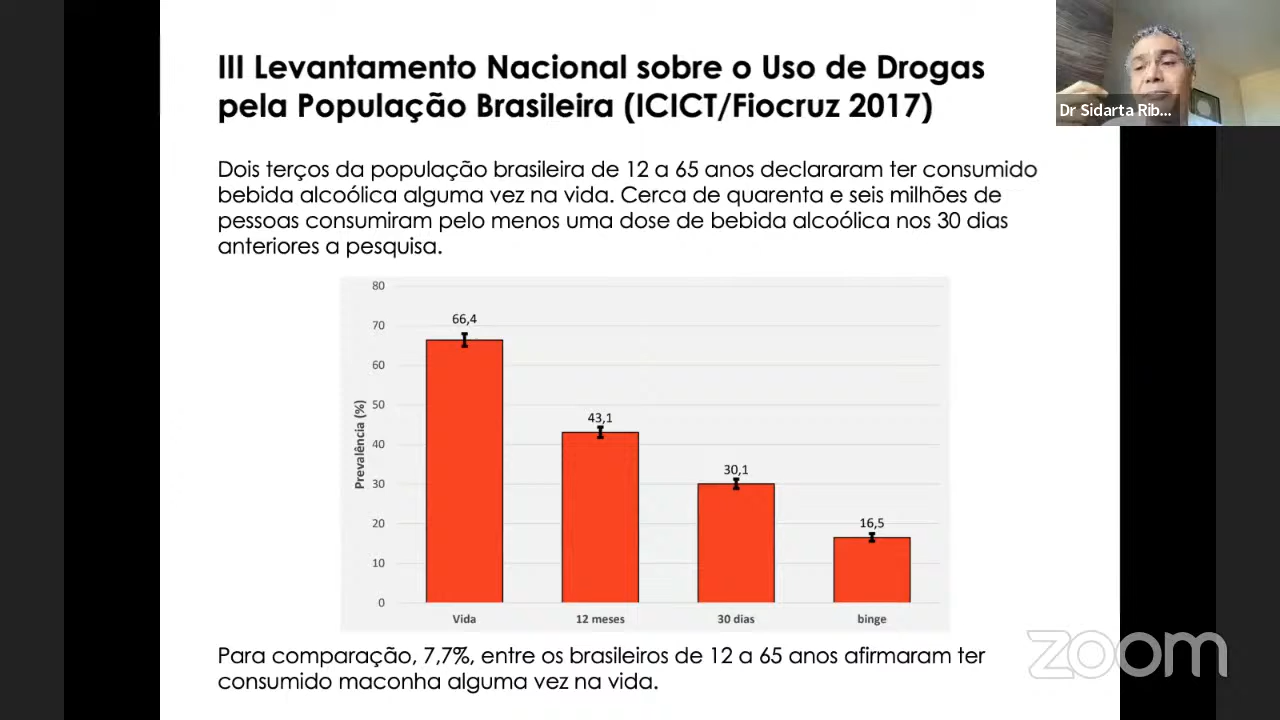 III Levantamento Nacional sobre o Uso de Drogas
pela População Brasileira (ICICT/Fiocruz 2017)
Dr Sidarta Rib...
Dois terços da população brasileira de 12 a 65 anos declararam ter consumido
bebida alcoólica alguma vez na vida. Cerca de quarenta e seis milhões de
pessoas consumiram pelo menos uma dose de bebida alcoólica nos 30 dias
anteriores a pesquisa.
Prevalência (%)
80
70
60
50
40
30
20
10
0
66,4
43,1
30,1
16,5
Vida
12 meses
30 dias
binge
Para comparação, 7,7%, entre os brasileiros de 12 a 65 anos afirmaram ter
consumido maconha alguma vez na vida.
zoom